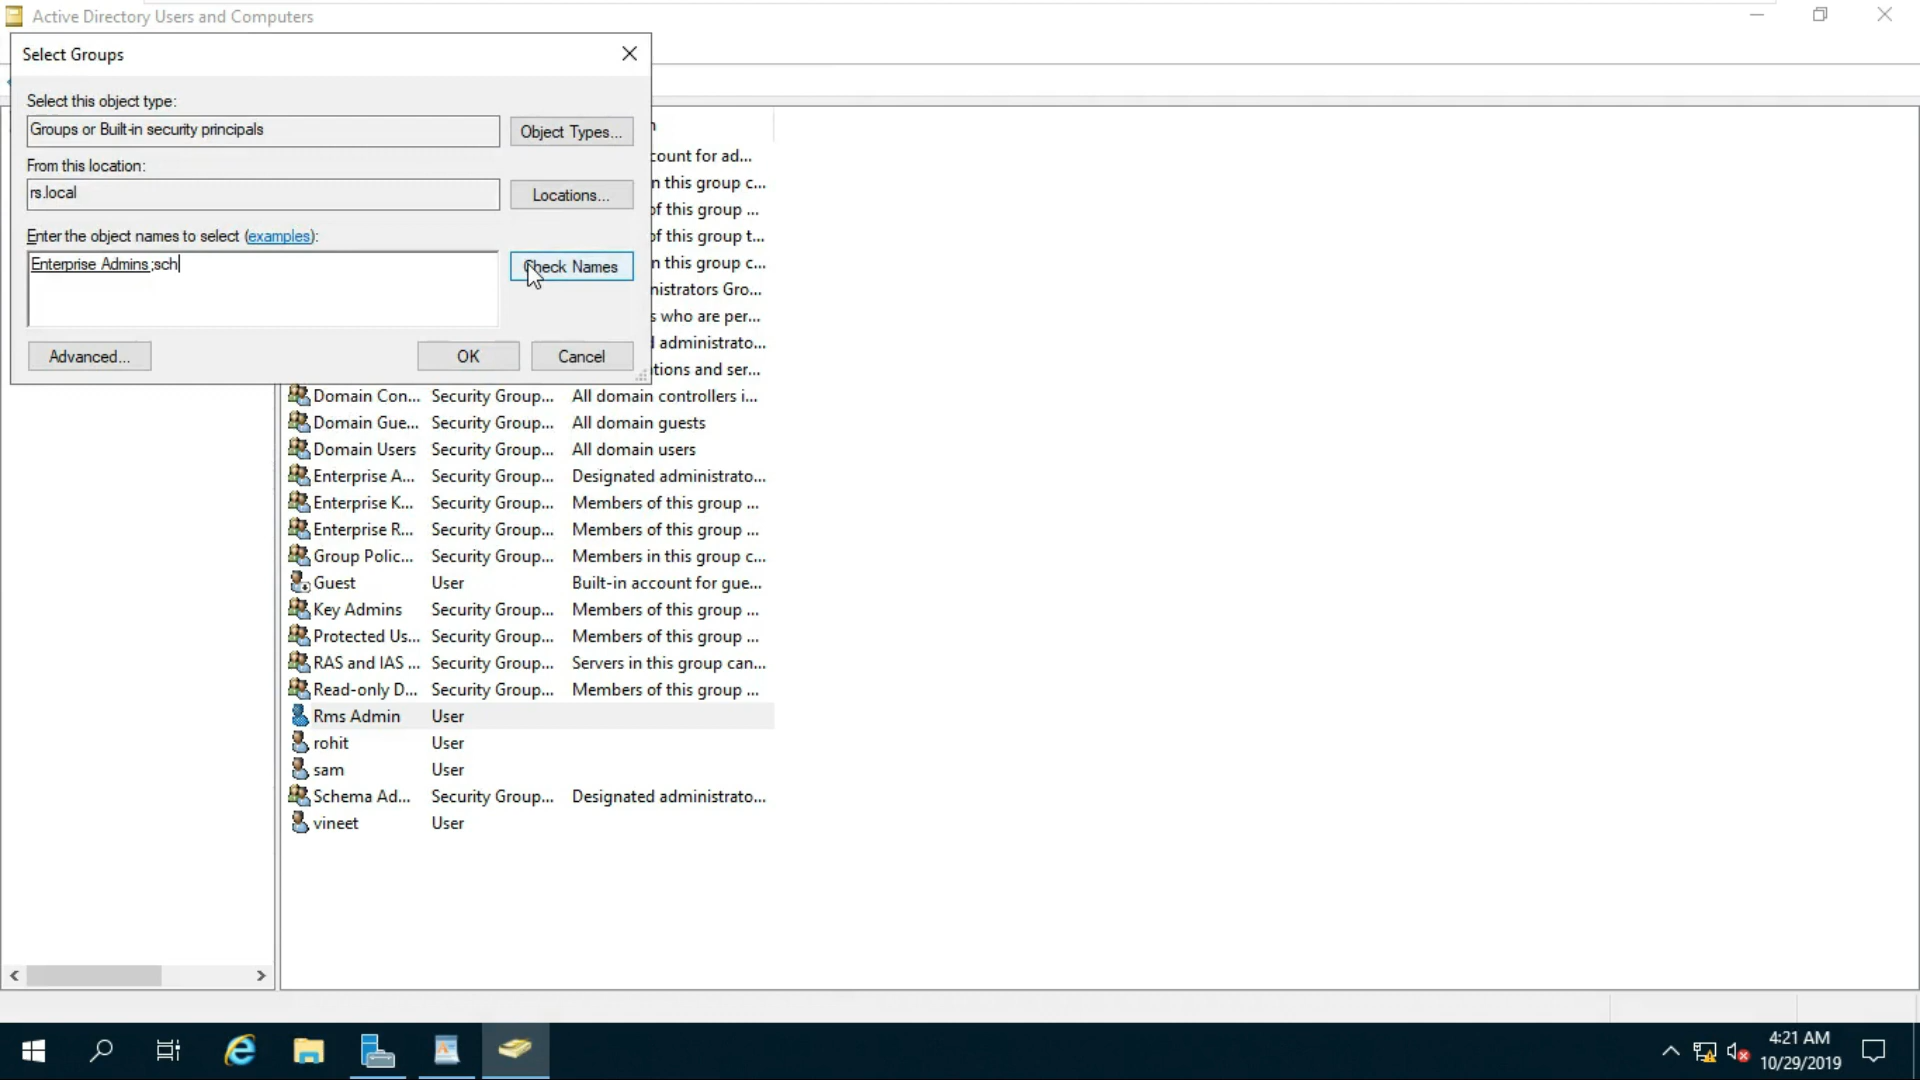 Active Directory Users and Computers
Select Groups
Select this object type:
Groups or Built-in security principals
Object Types...
From this location:
rs.local
Locations...
Enter the object names to select (examples):
Enterprise Admins;sch
Check Names
Advanced...
OK
Cancel
n
count for ad...
n this group c...
of this group ...
of this group t...
n this group c...
nistrators Gro...
s who are per...
d administrato...
tions and ser...
Domain Con... Security Group... All domain controllers i...
Domain Gue... Security Group... All domain guests
Domain Users Security Group... All domain users
Enterprise A... Security Group... Designated administrato...
Enterprise K... Security Group... Members of this group ...
Enterprise R... Security Group... Members of this group ...
Group Polic... Security Group... Members in this group c...
Guest User Built-in account for gue...
Key Admins Security Group... Members of this group ...
Protected Us... Security Group... Members of this group ...
RAS and IAS ... Security Group... Servers in this group can...
Read-only D... Security Group... Members of this group ...
Rms Admin User
rohit User
sam User
Schema Ad... Security Group... Designated administrato...
vineet User
4:21 AM
10/29/2019